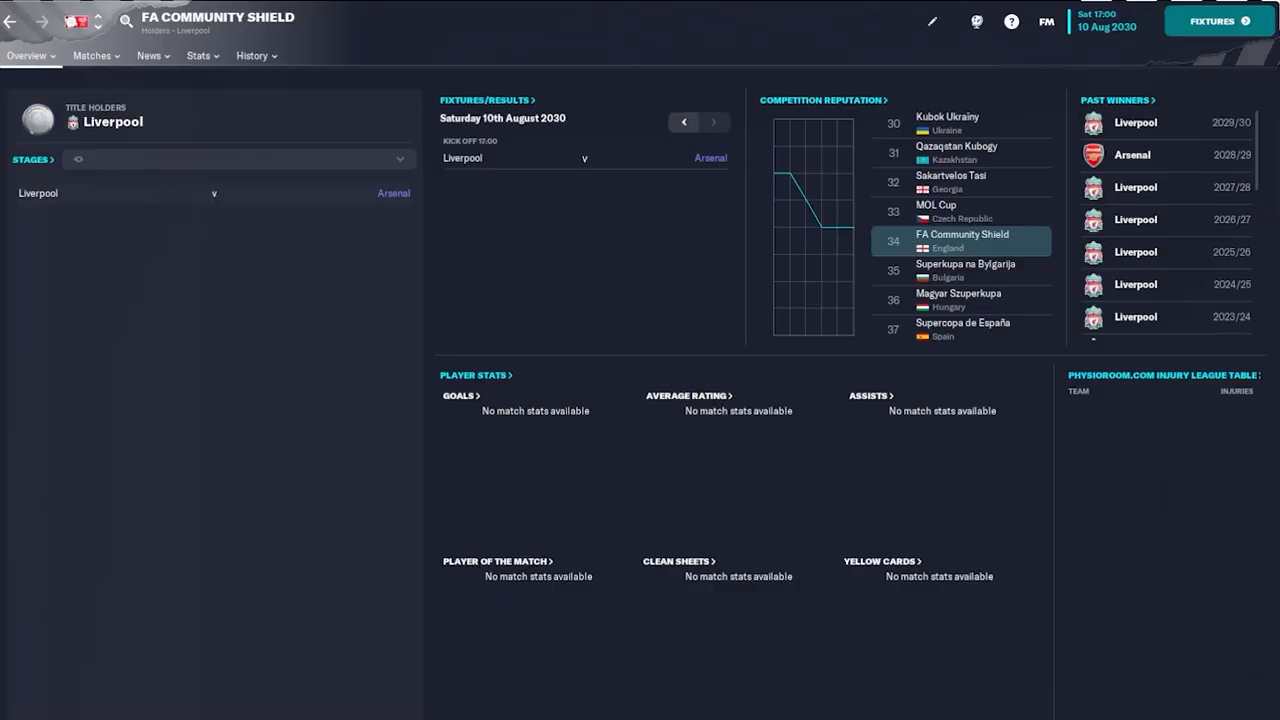 FA COMMUNITY SHIELD
Holders - Liverpool
FM
Sat 17:00
10 Aug 2030
FIXTURES
Overview
Matches
News
Stats
History
TITLE HOLDERS
Liverpool
STAGES
Liverpool v Arsenal
FIXTURES/RESULTS
Saturday 10th August 2030
KICK OFF 17:00
Liverpool v Arsenal
COMPETITION REPUTATION
30 Kubok Ukrainy
Ukraine
31 Qazaqstan Kubogy
Kazakhstan
32 Sakartvelos Tasi
Georgia
33 MOL Cup
Czech Republic
34 FA Community Shield
England
35 Superkupa na Bylgarija
Bulgaria
36 Magyar Szuperkupa
Hungary
37 Supercopa de España
Spain
PAST WINNERS
Liverpool 2029/30
Arsenal 2028/29
Liverpool 2027/28
Liverpool 2026/27
Liverpool 2025/26
Liverpool 2024/25
Liverpool 2023/24
PLAYER STATS
GOALS
No match stats available
AVERAGE RATING
No match stats available
ASSISTS
No match stats available
PLAYER OF THE MATCH
No match stats available
CLEAN SHEETS
No match stats available
YELLOW CARDS
No match stats available
PHYSIOROOM.COM INJURY LEAGUE TABLE
TEAM INJURIES